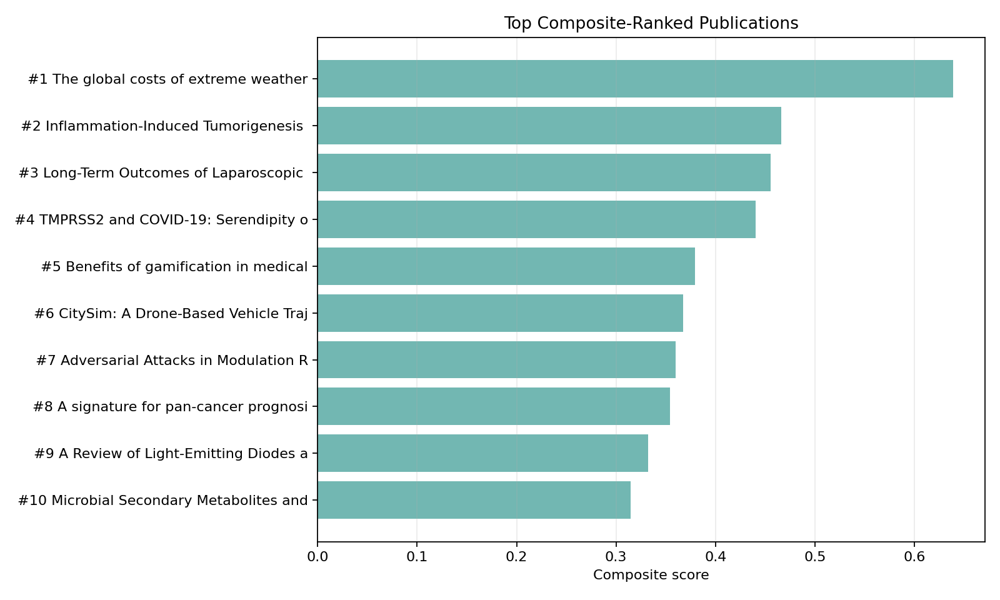 Top Composite-Ranked Publications
#1 The global costs of extreme weather
#2 Inflammation-Induced Tumorigenesis
#3 Long-Term Outcomes of Laparoscopic
#4 TMPRSS2 and COVID-19: Serendipity o
#5 Benefits of gamification in medical
#6 CitySim: A Drone-Based Vehicle Traj
#7 Adversarial Attacks in Modulation R
#8 A signature for pan-cancer prognosi
#9 A Review of Light-Emitting Diodes a
#10 Microbial Secondary Metabolites and
0.0 0.1 0.2 0.3 0.4 0.5 0.6
Composite score